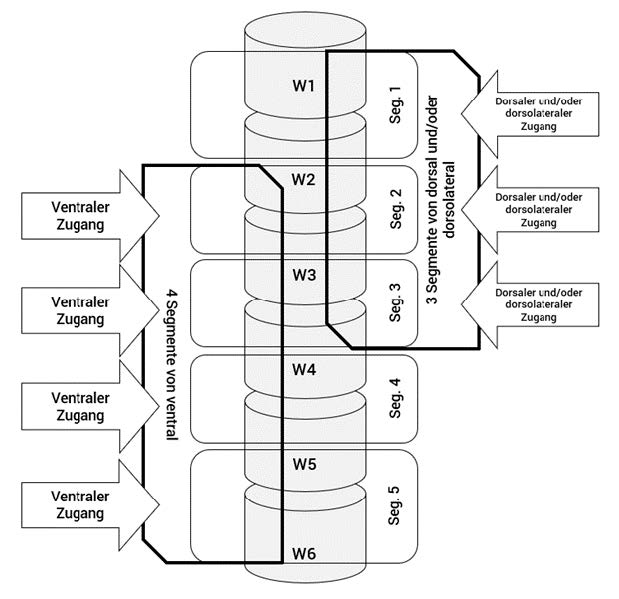 W1
Seg. 1
Dorsaler und/oder
dorsolateraler
Zugang
W2
Seg. 2
3 Segmente von dorsal und/oder
dorsolateral
Dorsaler und/oder
dorsolateraler
Zugang
Ventraler
Zugang
W3
Seg. 3
Dorsaler und/oder
dorsolateraler
Zugang
Ventraler
Zugang
4 Segmente von ventral
W4
Seg. 4
Ventraler
Zugang
W5
Seg. 5
Ventraler
Zugang
W6